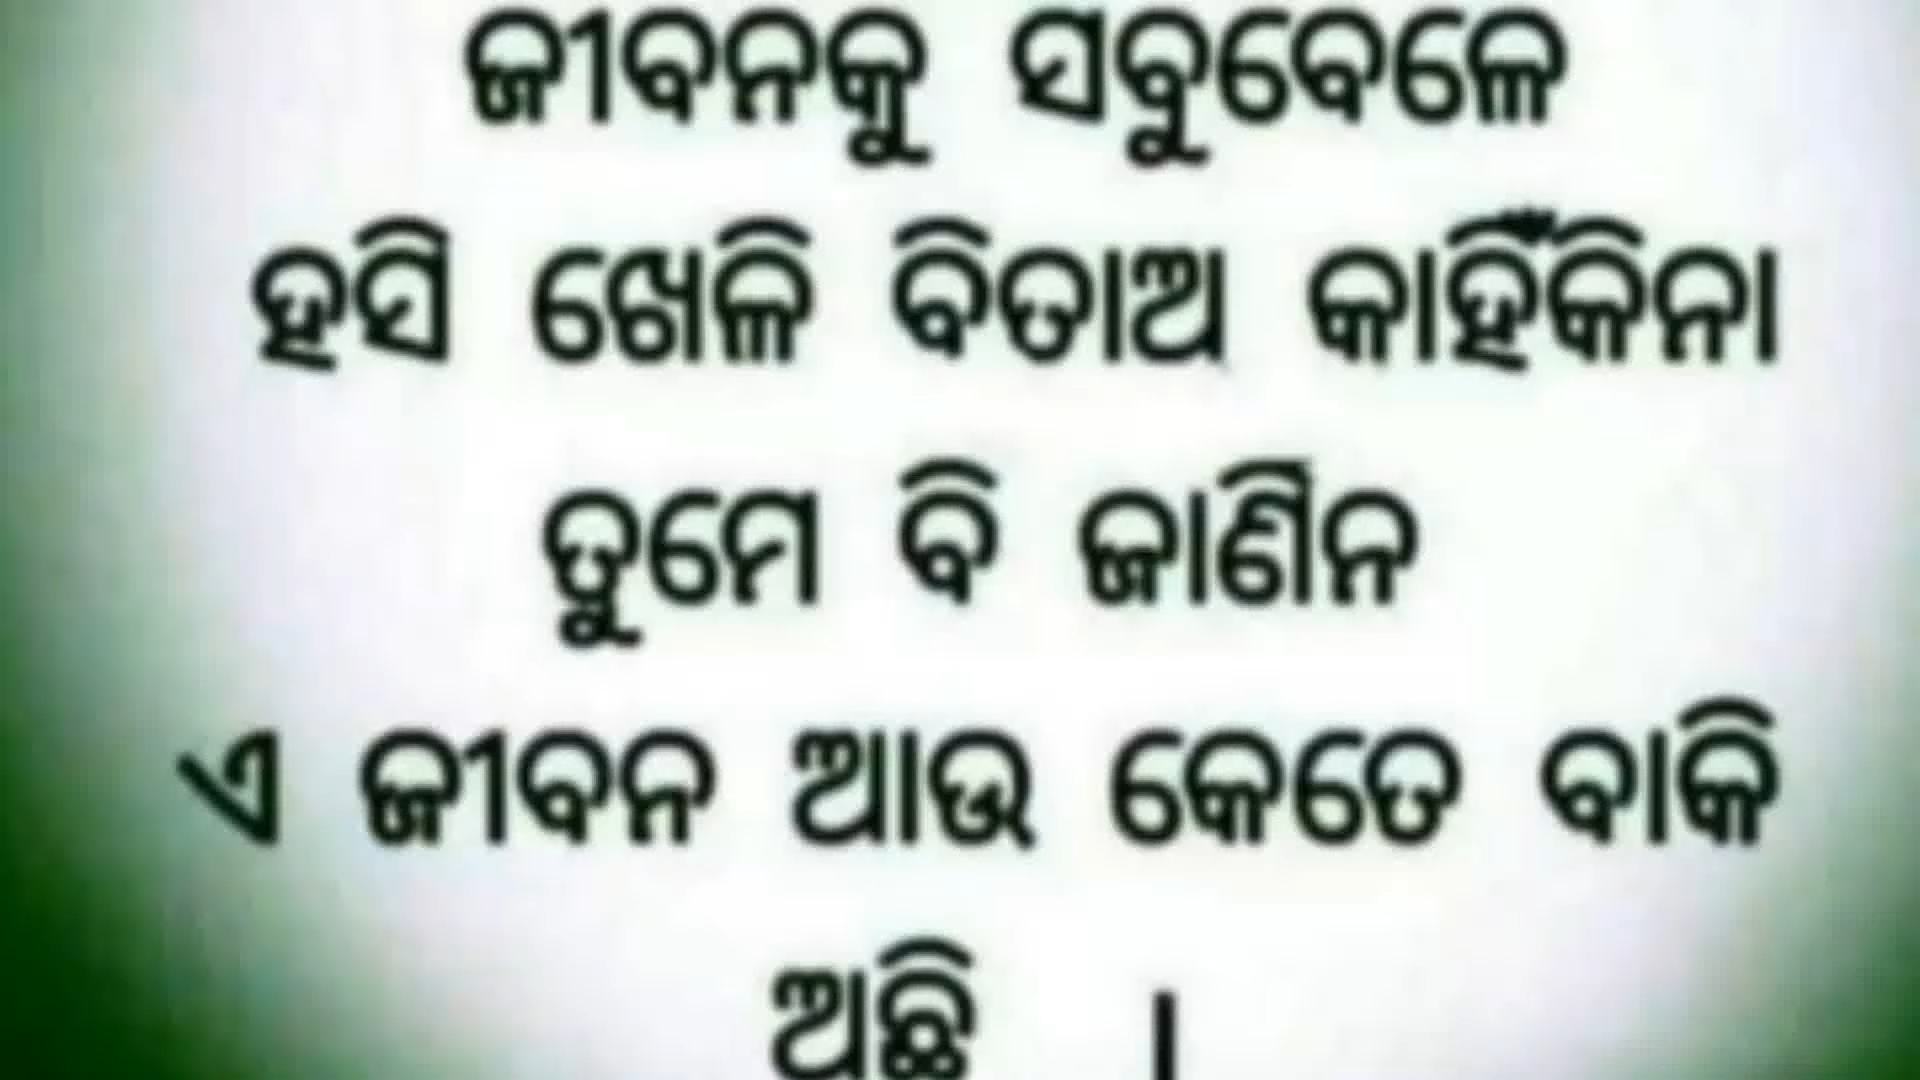 ଜୀବନକୁ ସବୁବେଳେ
ହସି ଖେଳି ବିତାଅ କାହିଁକିନା
ତୁମେ ବି ଜାଣିନ
ଏ ଜୀବନ ଆଉ କେତେ ବାକି
ଅଛି ।